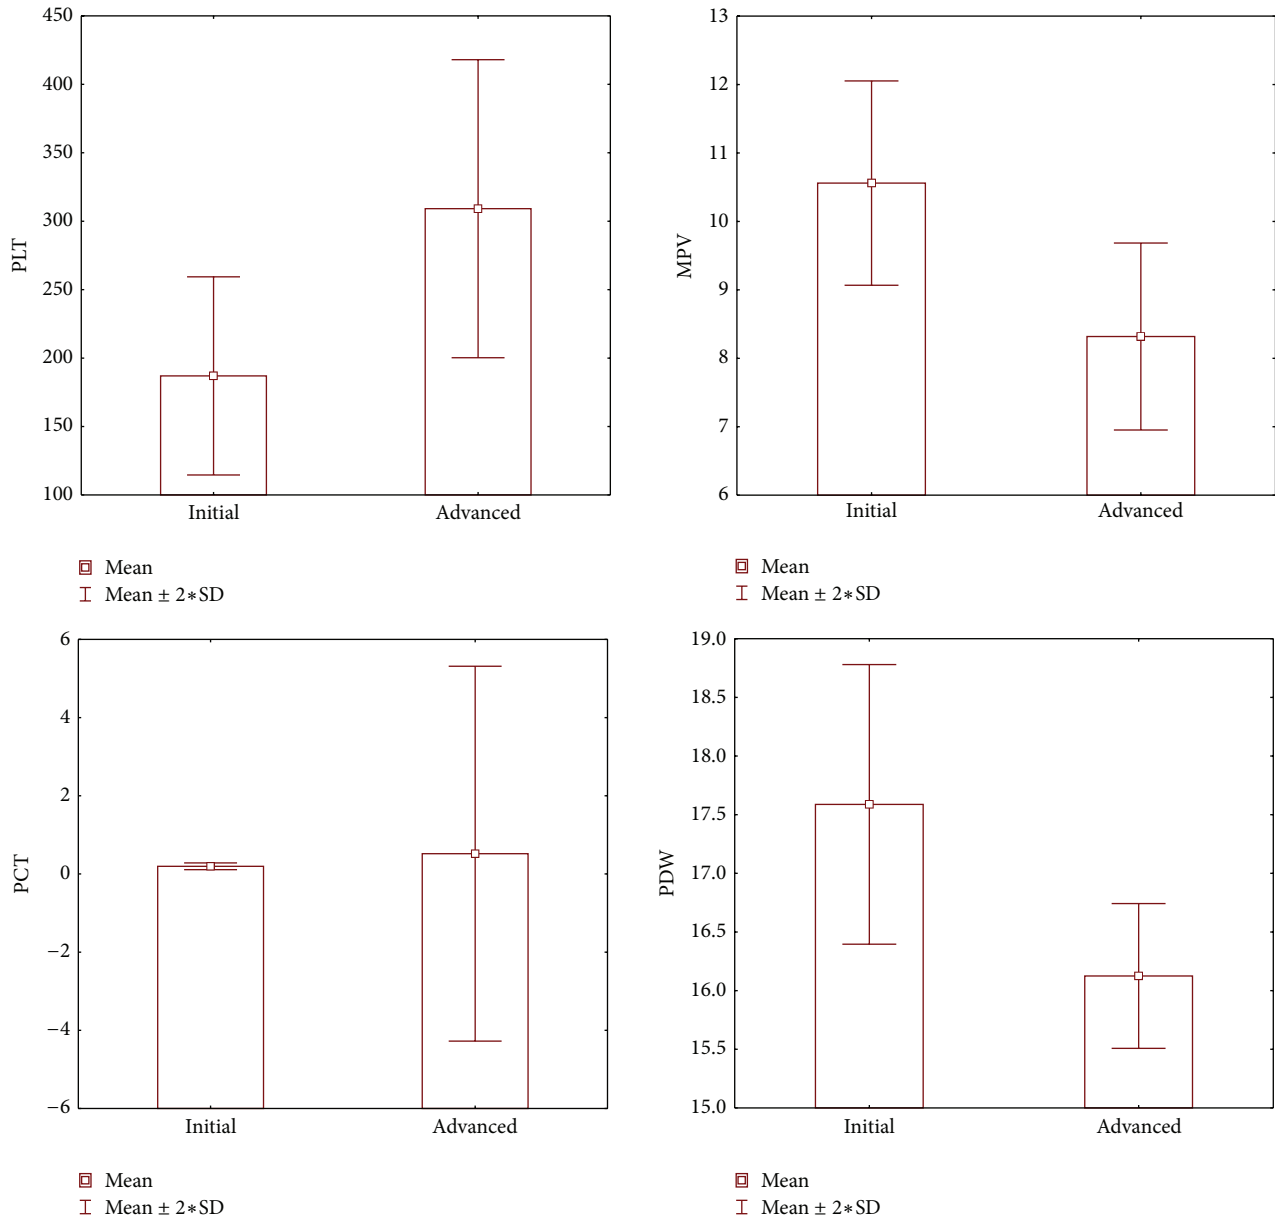 PLT
450
400
350
300
250
200
150
100
Initial
Advanced
Mean
Mean ± 2∗SD
MPV
13
12
11
10
9
8
7
6
Initial
Advanced
Mean
Mean ± 2∗SD
PCT
6
4
2
0
−2
−4
−6
Initial
Advanced
Mean
Mean ± 2∗SD
PDW
19.0
18.5
18.0
17.5
17.0
16.5
16.0
15.5
15.0
Initial
Advanced
Mean
Mean ± 2∗SD